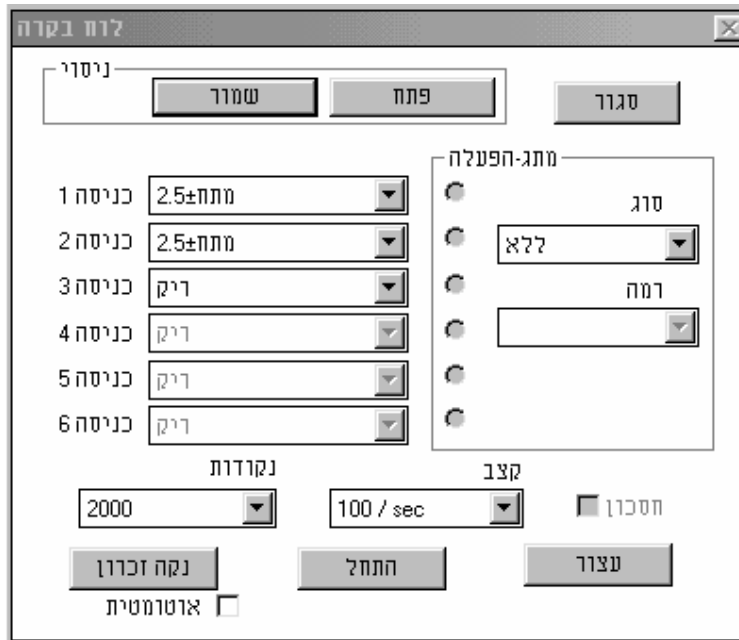 לוח בקרה
ניסוי
שמור
פתח
סגור
מתג-הפעלה
כניסה 1
מתח±2.5
סוג
כניסה 2
מתח±2.5
ללא
כניסה 3
ריק
רמה
כניסה 4
ריק
כניסה 5
ריק
כניסה 6
ריק
נקודות
קצב
2000
100 / sec
חסכון
נקה זכרון
התחל
עצור
אוטומטית